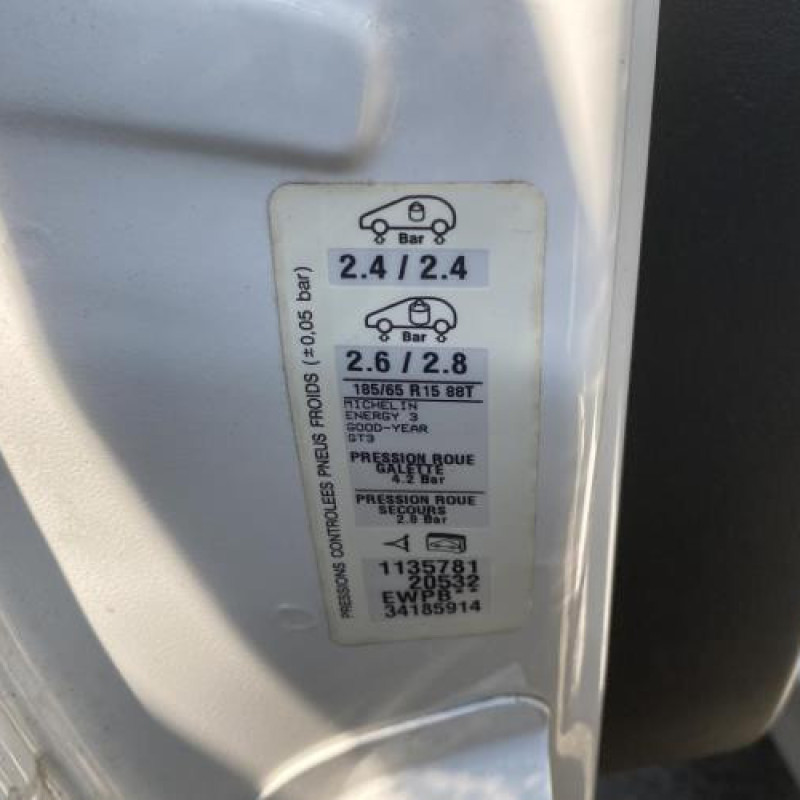 Bar
2.4 / 2.4
Bar
2.6 / 2.8
185/65 R15 88T
MICHELIN
ENERGY 3
GOOD-YEAR
GT3
PRESSION ROUE
GALETTE
4.2 Bar
PRESSION ROUE
SECOURS
2.8 Bar
1135781
20532
EWPB**
34185914
PRESSIONS CONTROLEES PNEUS FROIDS (±0,05 bar)